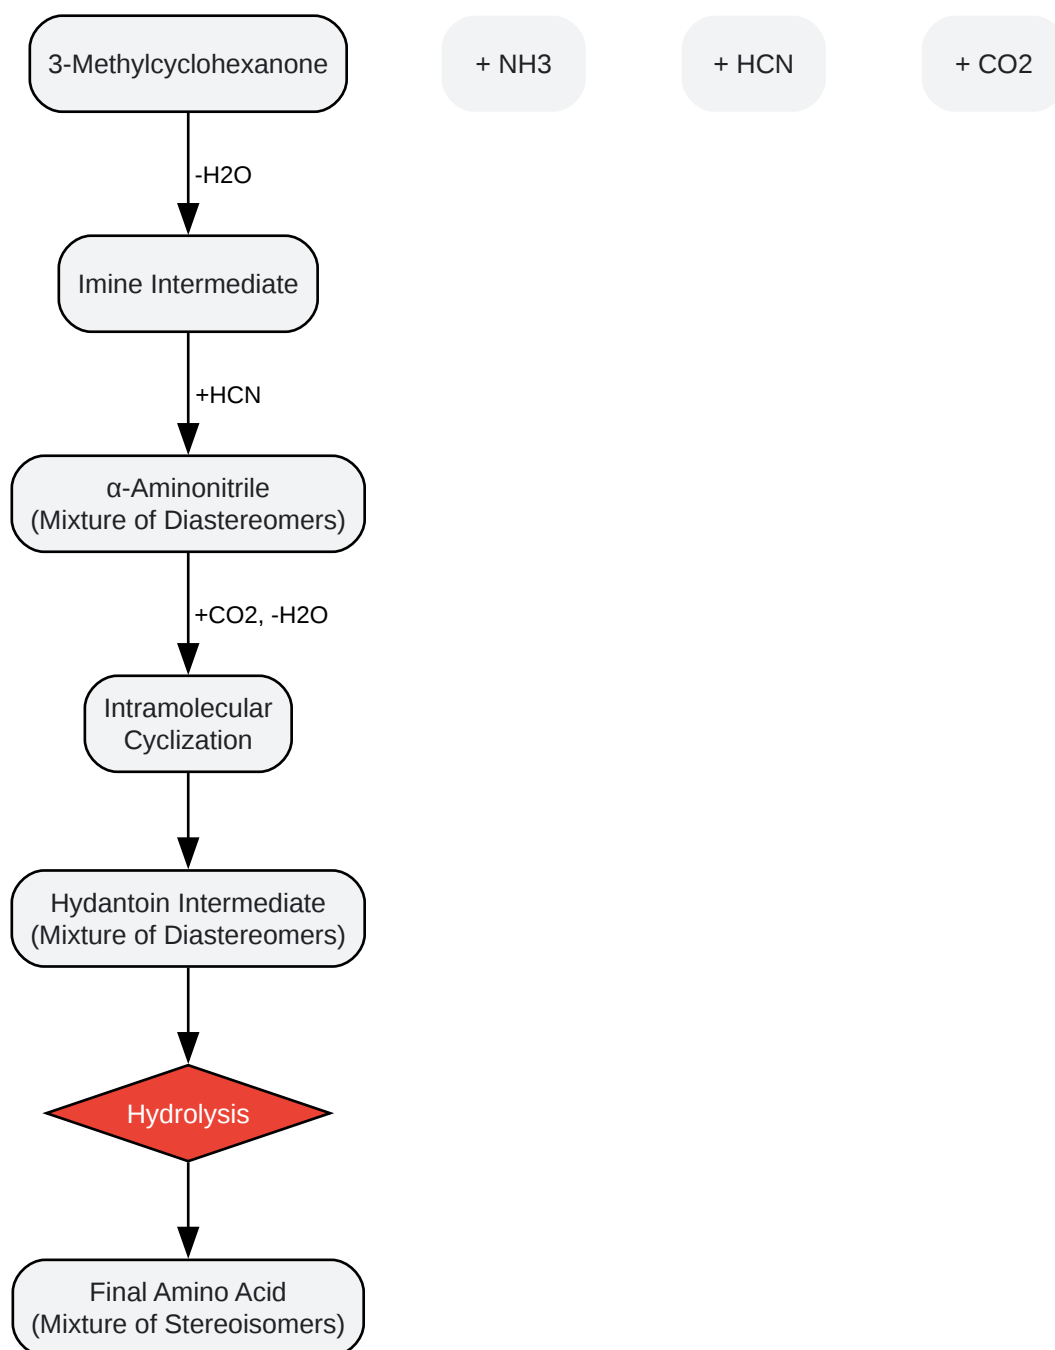 3-Methylcyclohexanone
+ NH3
+ HCN
+ CO2
-H2O
Imine Intermediate
+HCN
α-Aminonitrile
(Mixture of Diastereomers)
+CO2, -H2O
Intramolecular
Cyclization
Hydantoin Intermediate
(Mixture of Diastereomers)
Hydrolysis
Final Amino Acid
(Mixture of Stereoisomers)